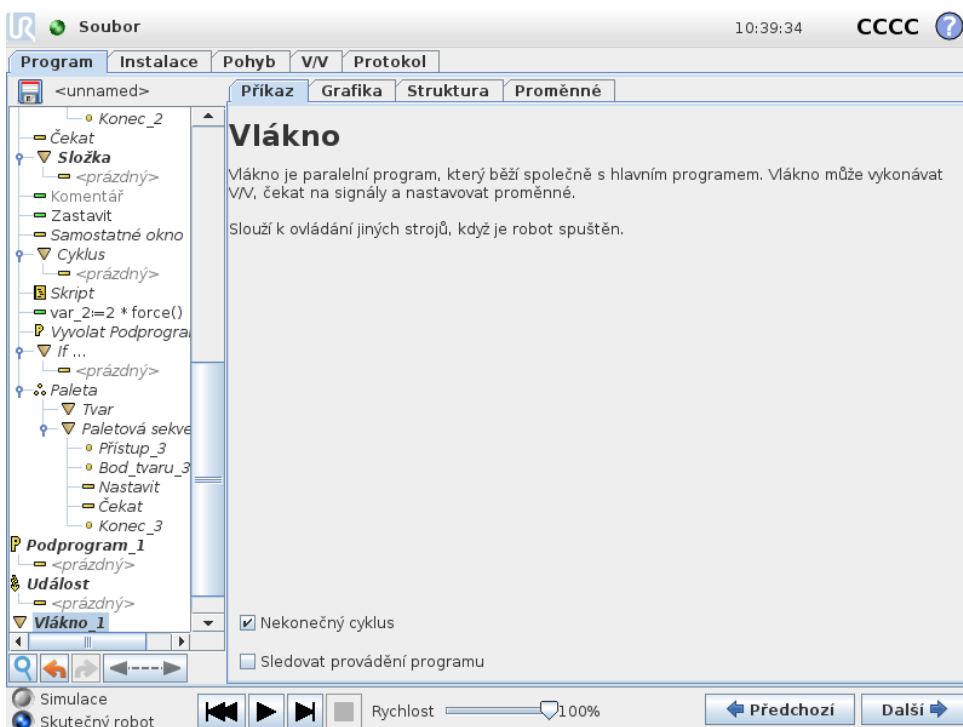 Soubor 10:39:34 CCCC ?
Program Instalace Pohyb V/V Protokol
<unnamed> Příkaz Grafika Struktura Proměnné
Konec_2
Čekat
Složka
<prázdný>
Komentář
Zastavit
Samostatné okno
Cyklus
<prázdný>
Skript
var_2:=2 * force()
Vyvolat Podprogra
If ...
<prázdný>
Paleta
Tvar
Paletová sekve
Přístup_3
Bod_tvaru_3
Nastavit
Čekat
Konec_3
P Podprogram_1
<prázdný>
Událost
<prázdný>
Vlákno_1
Vlákno
Vlákno je paralelní program, který běží společně s hlavním programem. Vlákno může vykonávat
V/V, čekat na signály a nastavovat proměnné.
Slouží k ovládání jiných strojů, když je robot spuštěn.
Nekonečný cyklus
Sledovat provádění programu
Simulace
Skutečný robot
Rychlost 100%
Předchozí Další